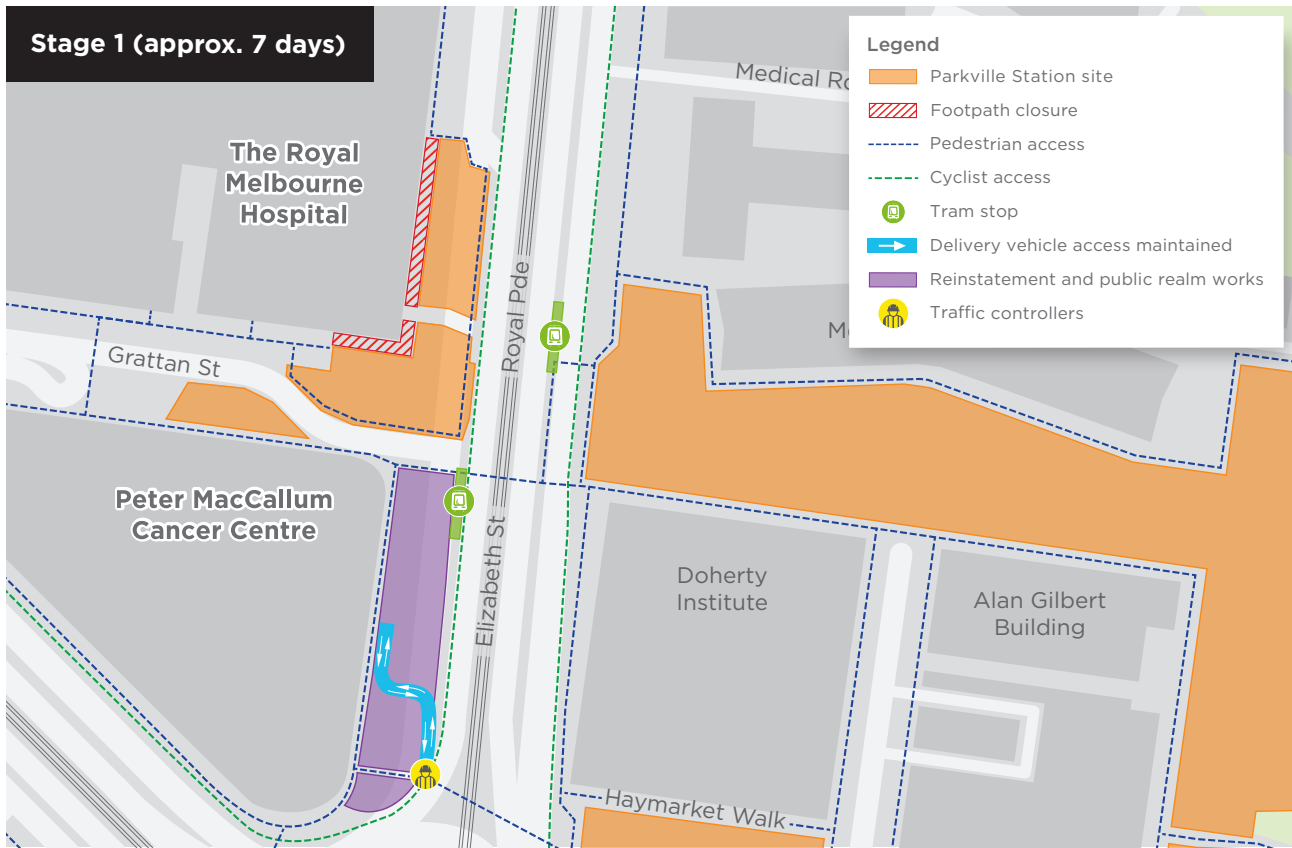 Stage 1 (approx. 7 days)
Legend
Parkville Station site
Footpath closure
Pedestrian access
Cyclist access
Tram stop
Delivery vehicle access maintained
Reinstatement and public realm works
Traffic controllers
Medical Ro
The Royal
Melbourne
Hospital
Royal Pde
Grattan St
Peter MacCallum
Cancer Centre
Elizabeth St
Doherty
Institute
Alan Gilbert
Building
Haymarket Walk